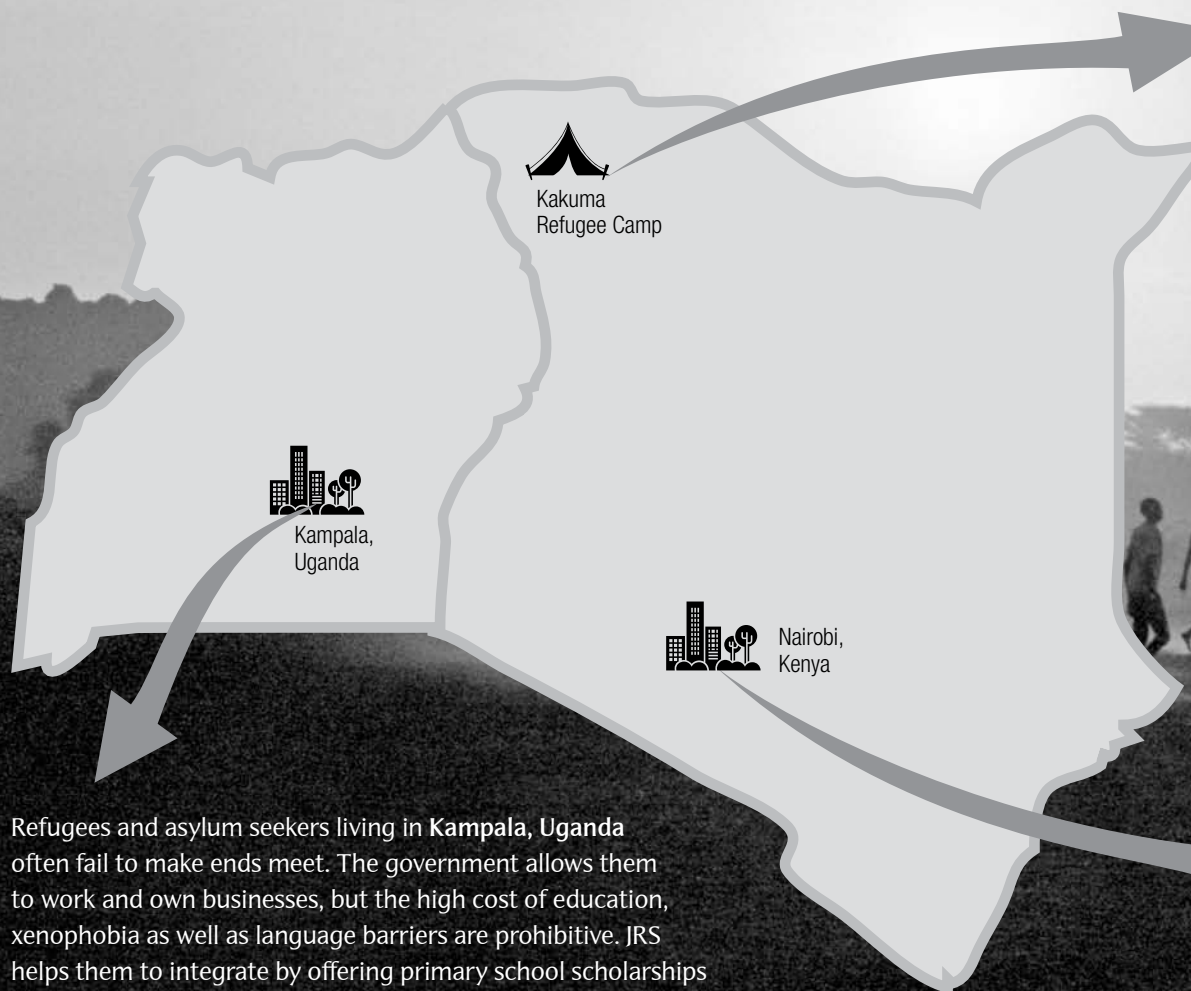 Kakuma
Refugee Camp
Kampala,
Uganda
Nairobi,
Kenya
Refugees and asylum seekers living in Kampala, Uganda
often fail to make ends meet. The government allows them
to work and own businesses, but the high cost of education,
xenophobia as well as language barriers are prohibitive. JRS
helps them to integrate by offering primary school scholarships